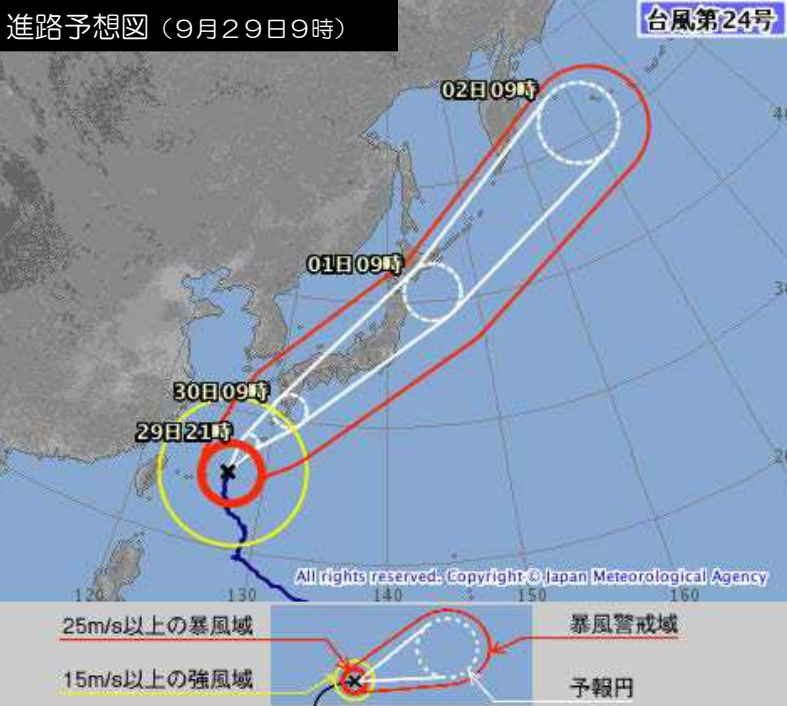 進路予想図（９月２９日９時）
台風第24号
02日09時
01日09時
30日09時
29日21時
120
130
140
150
160
All rights reserved. Copyright © Japan Meteorological Agency
25m/s以上の暴風域
暴風警戒域
15m/s以上の強風域
予報円